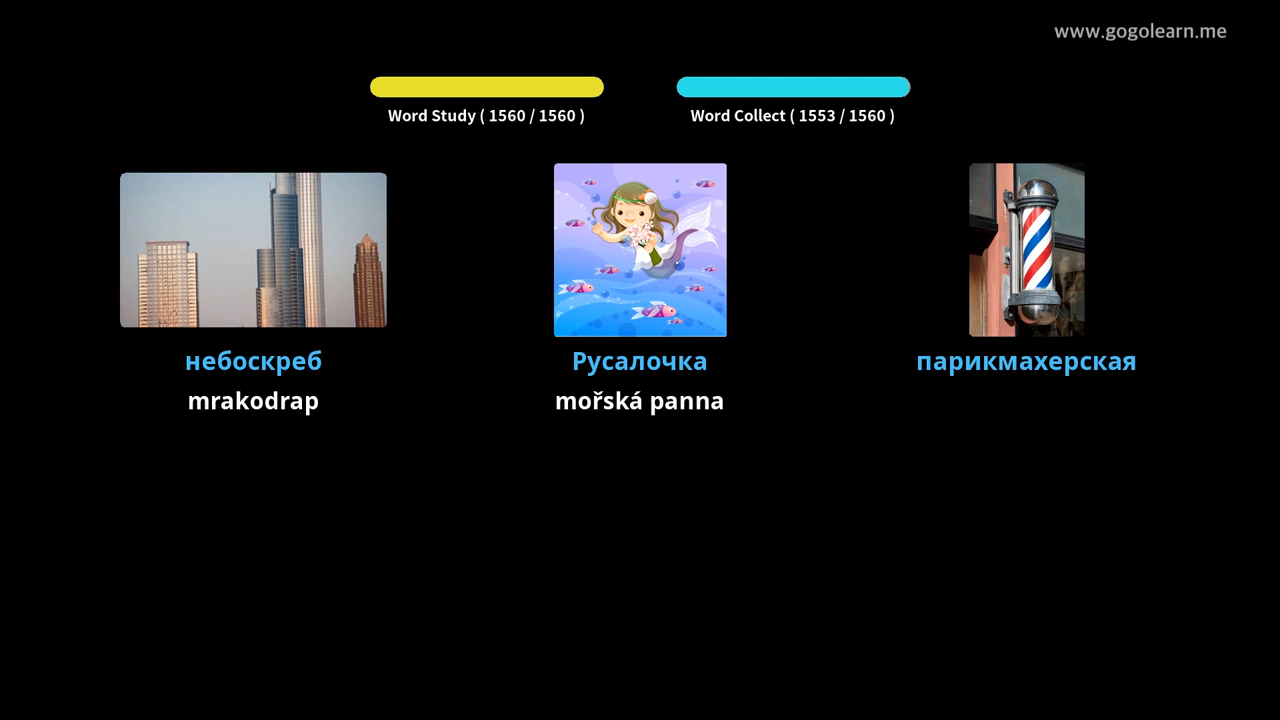 www.gogolearn.me
Word Study ( 1560 / 1560 )
Word Collect ( 1553 / 1560 )
небоскреб
Русалочка
парикмахерская
mrakodrap
mořská panna